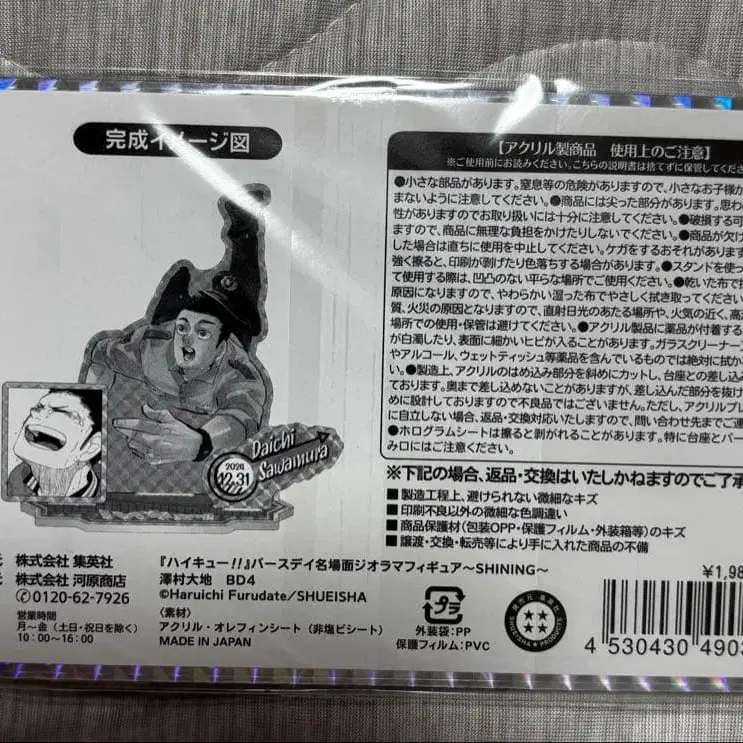 完成イメージ図
【アクリル製商品 使用上のご注意】
※ご使用前にお読みください。こちらの説明書は捨てずに保管してくださ
●小さな部品があります。窒息等の危険がありますので、小さなお子様が
まないように注意してください。●商品には尖った部分があります。思わ
性がありますのでお取り扱いには十分に注意してください。●破損する可
ますので、商品に無理な負担をかけたりしないでください。●商品が欠け
した場合は直ちに使用を中止してください。ケガをするおそれがあります
強く擦ると、印刷が剥げたり色落ちする場合があります。●スタンドを使っ
て使用する際は、凹凸のない平らな場所でご使用ください。●乾いた布で
原因になりますので、やわらかい湿った布でやさしく拭き取ってください
質、火災の原因となりますので、直射日光のあたる場所や、火気の近く、高
場所での使用・保管は避けてください。●アクリル製品に薬品が付着する
が白濁したり、表面に細かいヒビが入ることがあります。ガラスクリーナー
やアルコール、ウェットティッシュ等薬品を含んでいるものでは絶対に拭か
い。●製造上、アクリルのはめ込み部分を斜めにカットし、台座との差し込
ております。奥まで差し込めないことがありますが、差し込んだ部分を抜け
めに設計しておりますので不良品ではございません。ただし、アクリルプレ
に自立しない場合、返品・交換対応いたしますので、問い合わせ先までご連
●ホログラムシートは擦ると剥がれることがあります。特に台座とパー
み口にはご注意ください。
Daichi
Sawamura
2024
12.31
※下記の場合、返品・交換はいたしかねますのでご了承
■製造工程上、避けられない微細なキズ
■印刷不良以外の微細な色調違い
■商品保護材(包装OPP・保護フィルム・外装箱等)のキズ
■譲渡・交換・転売等により手に入れた商品の不備
元 株式会社 集英社
元 株式会社 河原商店
✆0120-62-7926
営業時間
月～金(土日・祝日を除く)
10:00～16:00
『ハイキュー!!』バースデイ名場面ジオラマフィギュア～SHINING～
澤村大地 BD4
©Haruichi Furudate/SHUEISHA
〈素材〉
アクリル・オレフィンシート(非塩ビシート)
MADE IN JAPAN
プラ
外装袋:PP
保護フィルム:PVC
発売元 集英社
SHUEISHA PRODUCTS
¥1,98
4 530430 4903